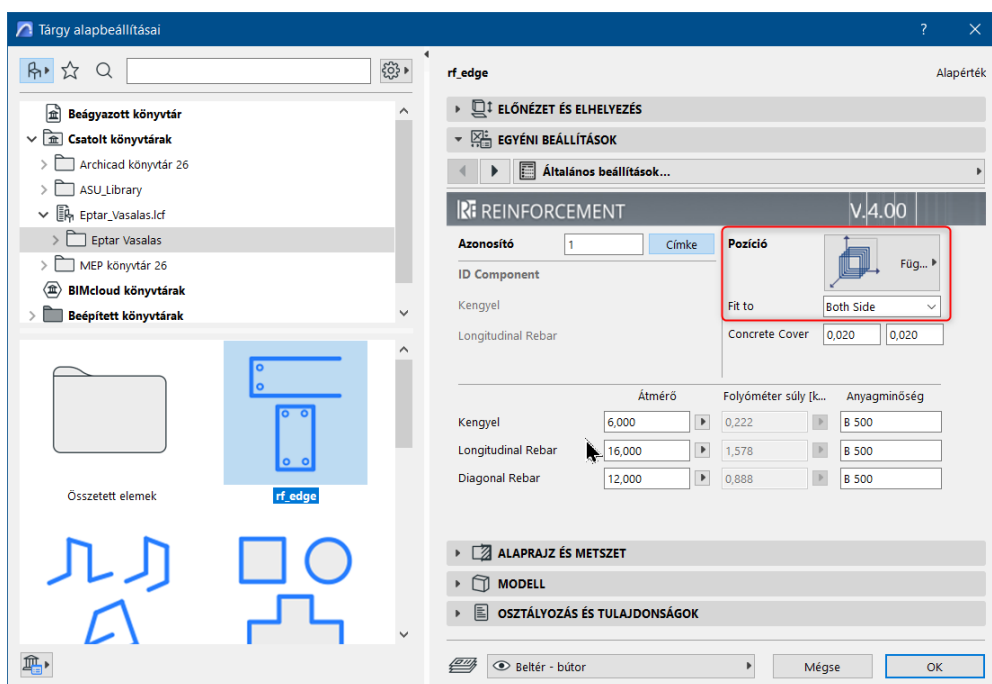 Tárgy alapbeállításai
?
Beágyazott könyvtár
Csatolt könyvtárak
Archicad könyvtár 26
ASU_Library
Eptar_Vasalas.lcf
Eptar Vasalas
MEP könyvtár 26
BIMcloud könyvtárak
Beépített könyvtárak
Összetett elemek
rf_edge
rf_edge
Alapérték
ELŐNÉZET ÉS ELHELYEZÉS
EGYÉNI BEÁLLÍTÁSOK
Általános beállítások...
REINFORCEMENT V.4.00
Azonosító 1 Címke Pozíció Füg...
ID Component
Kengyel Fit to Both Side
Longitudinal Rebar Concrete Cover 0,020 0,020
Átmérő Folyóméter súly [k... Anyagminőség
Kengyel 6,000 0,222 B 500
Longitudinal Rebar 16,000 1,578 B 500
Diagonal Rebar 12,000 0,888 B 500
ALAPRAJZ ÉS METSZET
MODELL
OSZTÁLYOZÁS ÉS TULAJDONSÁGOK
Beltér - bútor
Mégse OK